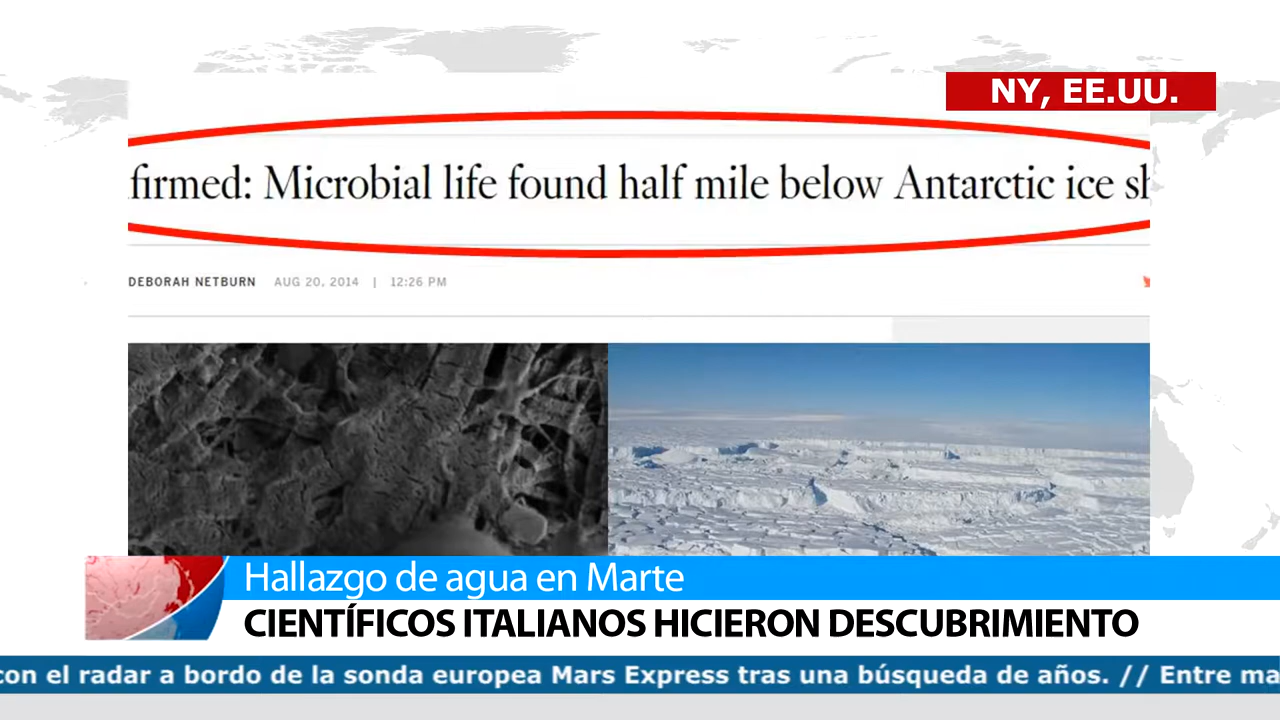 NY, EE.UU.
firmed: Microbial life found half mile below Antarctic ice sh
DEBORAH NETBURN AUG 20, 2014 | 12:26 PM
Hallazgo de agua en Marte
CIENTÍFICOS ITALIANOS HICIERON DESCUBRIMIENTO
con el radar a bordo de la sonda europea Mars Express tras una búsqueda de años. // Entre ma